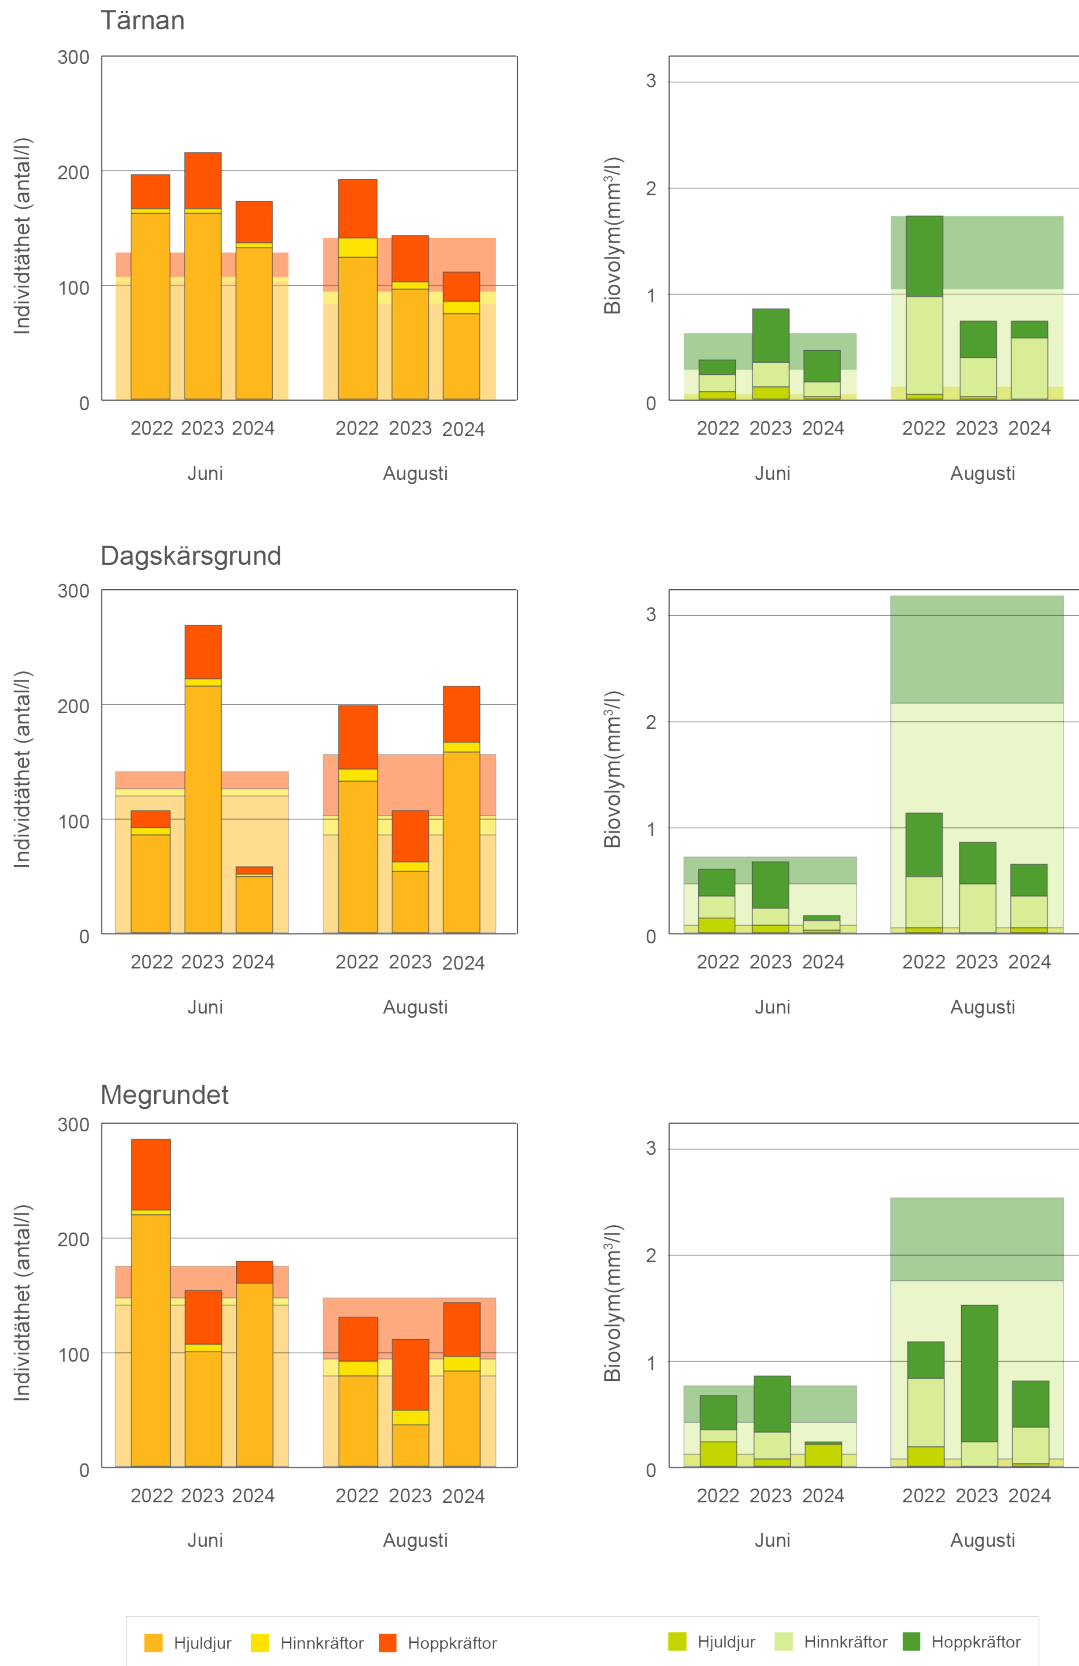 Tärnan
300
200
100
0
Individtäthet (antal/l)
2022 2023 2024 2022 2023 2024
Juni Augusti
3
2
1
0
Biovolym(mm³/l)
2022 2023 2024 2022 2023 2024
Juni Augusti
Dagskärsgrund
300
200
100
0
Individtäthet (antal/l)
2022 2023 2024 2022 2023 2024
Juni Augusti
3
2
1
0
Biovolym(mm³/l)
2022 2023 2024 2022 2023 2024
Juni Augusti
Megrundet
300
200
100
0
Individtäthet (antal/l)
2022 2023 2024 2022 2023 2024
Juni Augusti
3
2
1
0
Biovolym(mm³/l)
2022 2023 2024 2022 2023 2024
Juni Augusti
Hjuldjur Hinnkräftor Hoppkräftor
Hjuldjur Hinnkräftor Hoppkräftor